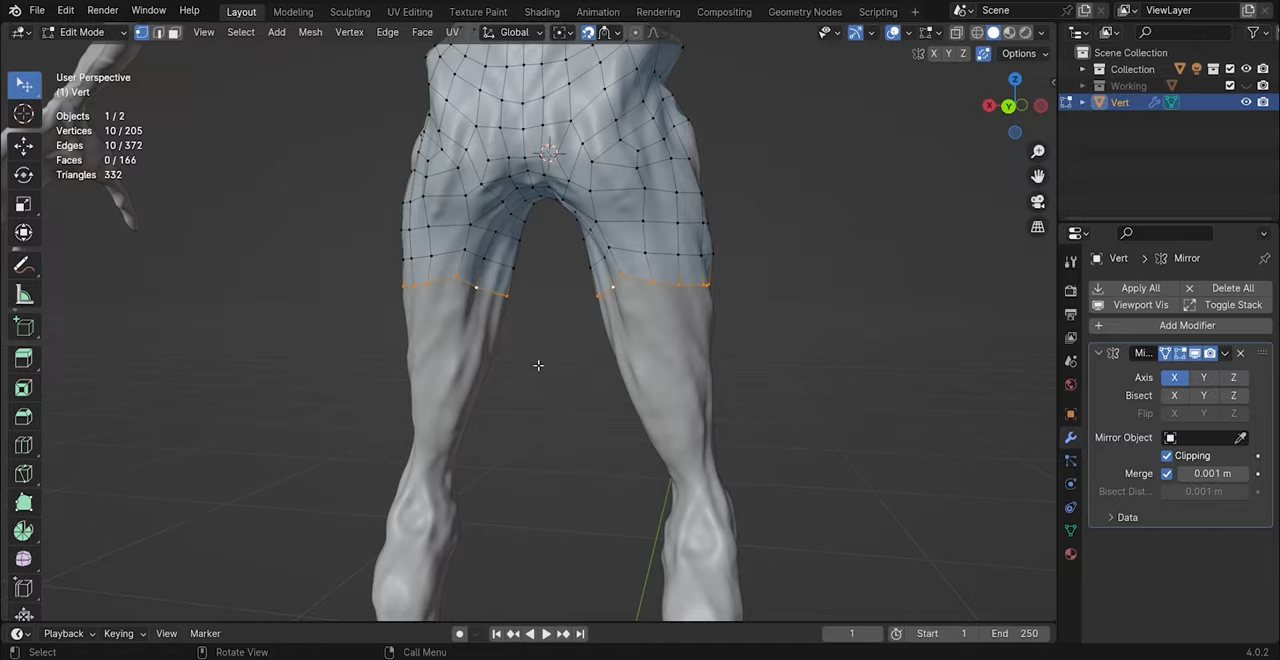 File Edit Render Window Help Layout Modeling Sculpting UV Editing Texture Paint Shading Animation Rendering Compositing Geometry Nodes Scripting + Scene ViewLayer
Edit Mode View Select Add Mesh Vertex Edge Face UV Global
X Y Z Options
Scene Collection
Collection
Working
Vert
User Perspective
(1) Vert
Objects 1 / 2
Vertices 10 / 205
Edges 10 / 372
Faces 0 / 166
Triangles 332
X Y Z
Vert Mirror
Apply All Delete All
Viewport Vis Toggle Stack
Add Modifier
Mi...
Axis X Y Z
Bisect X Y Z
Flip X Y Z
Mirror Object
Clipping
Merge 0.001 m
Bisect Dist... 0.001 m
Data
Playback Keying View Marker 1 Start 1 End 250
Select Rotate View Call Menu 4.0.2